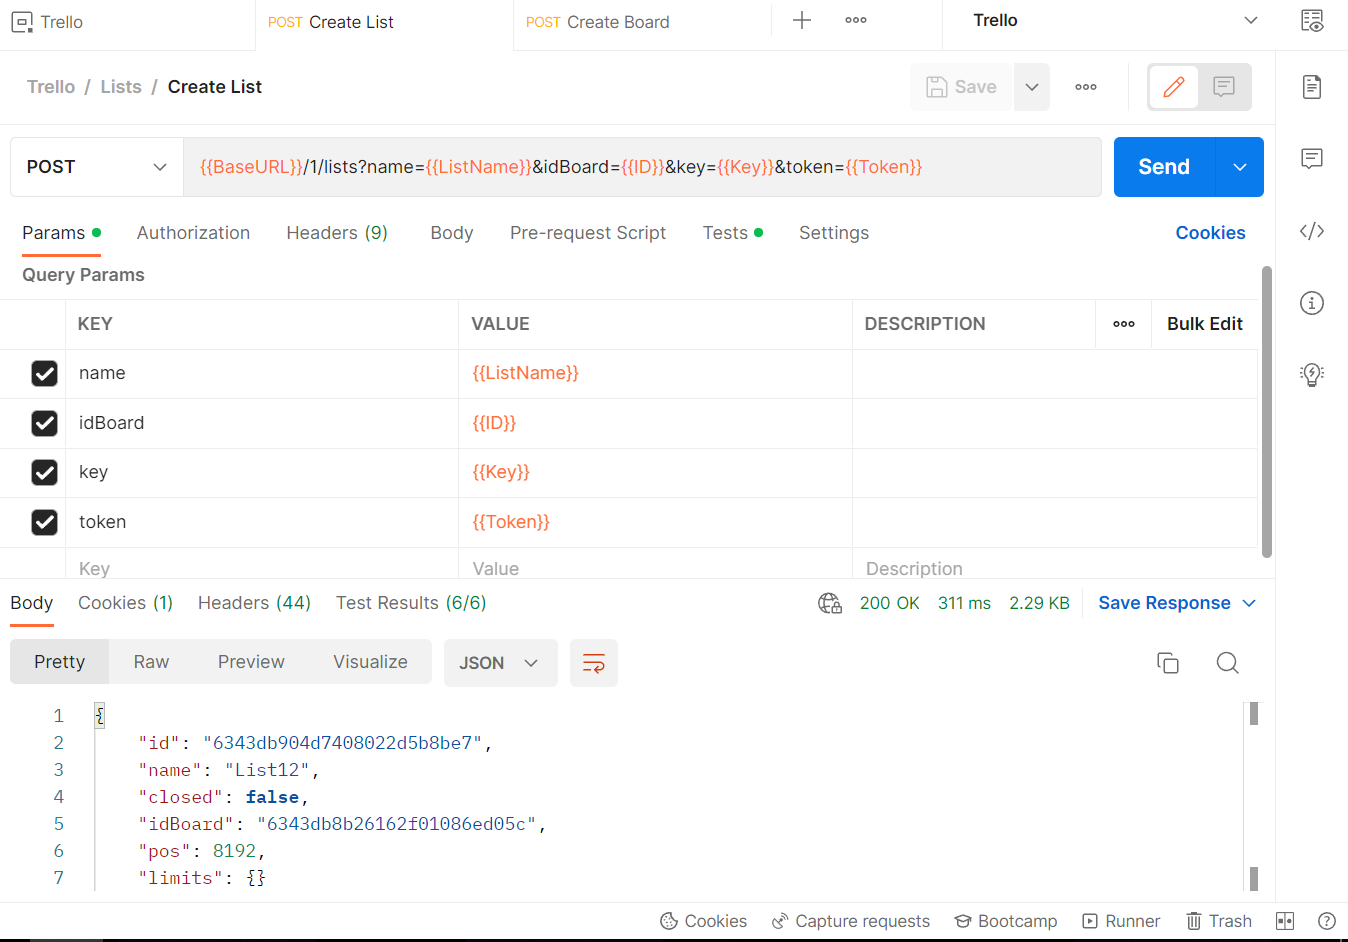 Trello
POST Create List
POST Create Board
Trello
Trello / Lists / Create List
Save
POST
{{BaseURL}}/1/lists?name={{ListName}}&idBoard={{ID}}&key={{Key}}&token={{Token}}
Send
Params Authorization Headers (9) Body Pre-request Script Tests Settings Cookies
Query Params
KEY VALUE DESCRIPTION Bulk Edit
name {{ListName}}
idBoard {{ID}}
key {{Key}}
token {{Token}}
Key Value Description
Body Cookies (1) Headers (44) Test Results (6/6) 200 OK 311 ms 2.29 KB Save Response
Pretty Raw Preview Visualize JSON
1 {
2 "id": "6343db904d7408022d5b8be7",
3 "name": "List12",
4 "closed": false,
5 "idBoard": "6343db8b26162f01086ed05c",
6 "pos": 8192,
7 "limits": {}
Cookies Capture requests Bootcamp Runner Trash